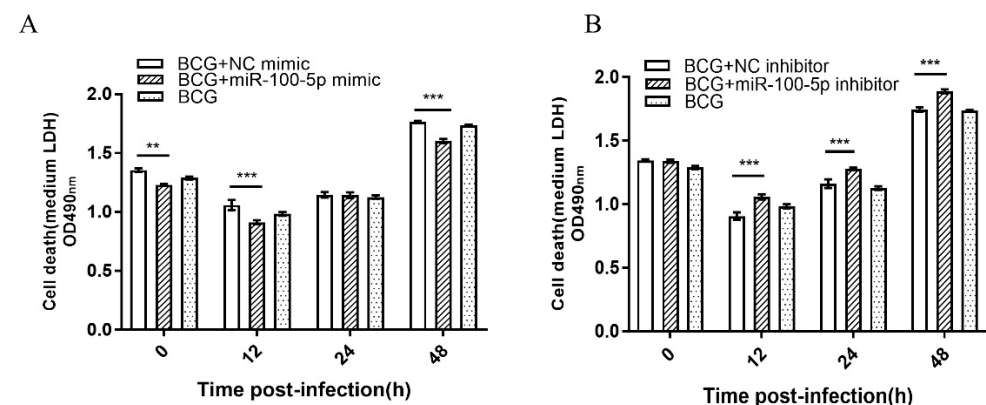 A
BCG+NC mimic
BCG+miR-100-5p mimic
BCG
Cell death(medium LDH)
OD490nm
2.0
1.5
1.0
0.5
0.0
**
***
***
0
12
24
48
Time post-infection(h)
B
BCG+NC inhibitor
BCG+miR-100-5p inhibitor
BCG
Cell death(medium LDH)
OD490nm
2.0
1.5
1.0
0.5
0.0
***
***
***
0
12
24
48
Time post-infection(h)